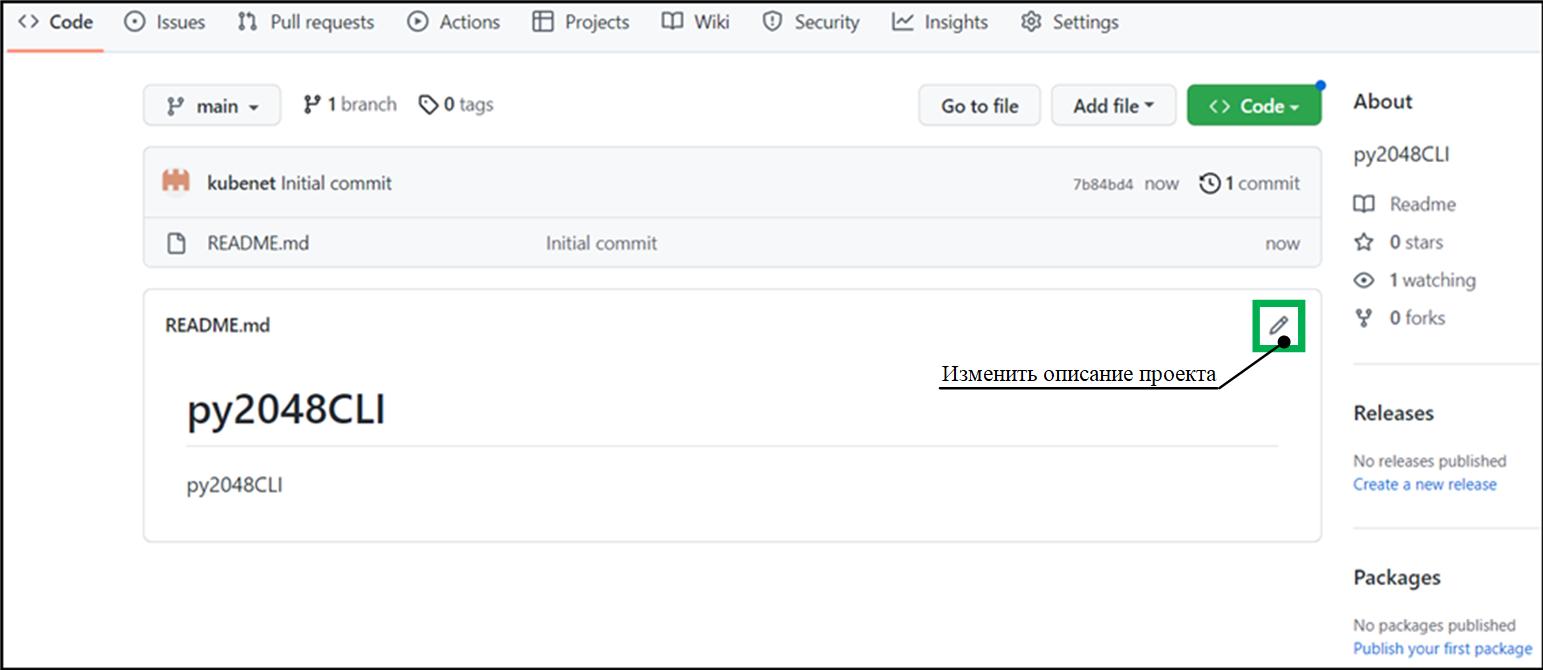 Code Issues Pull requests Actions Projects Wiki Security Insights Settings
main 1 branch 0 tags Go to file Add file Code
kubenet Initial commit 7b84bd4 now 1 commit
README.md Initial commit now
README.md
Изменить описание проекта
py2048CLI
py2048CLI
About
py2048CLI
Readme
0 stars
1 watching
0 forks
Releases
No releases published
Create a new release
Packages
No packages published
Publish your first package